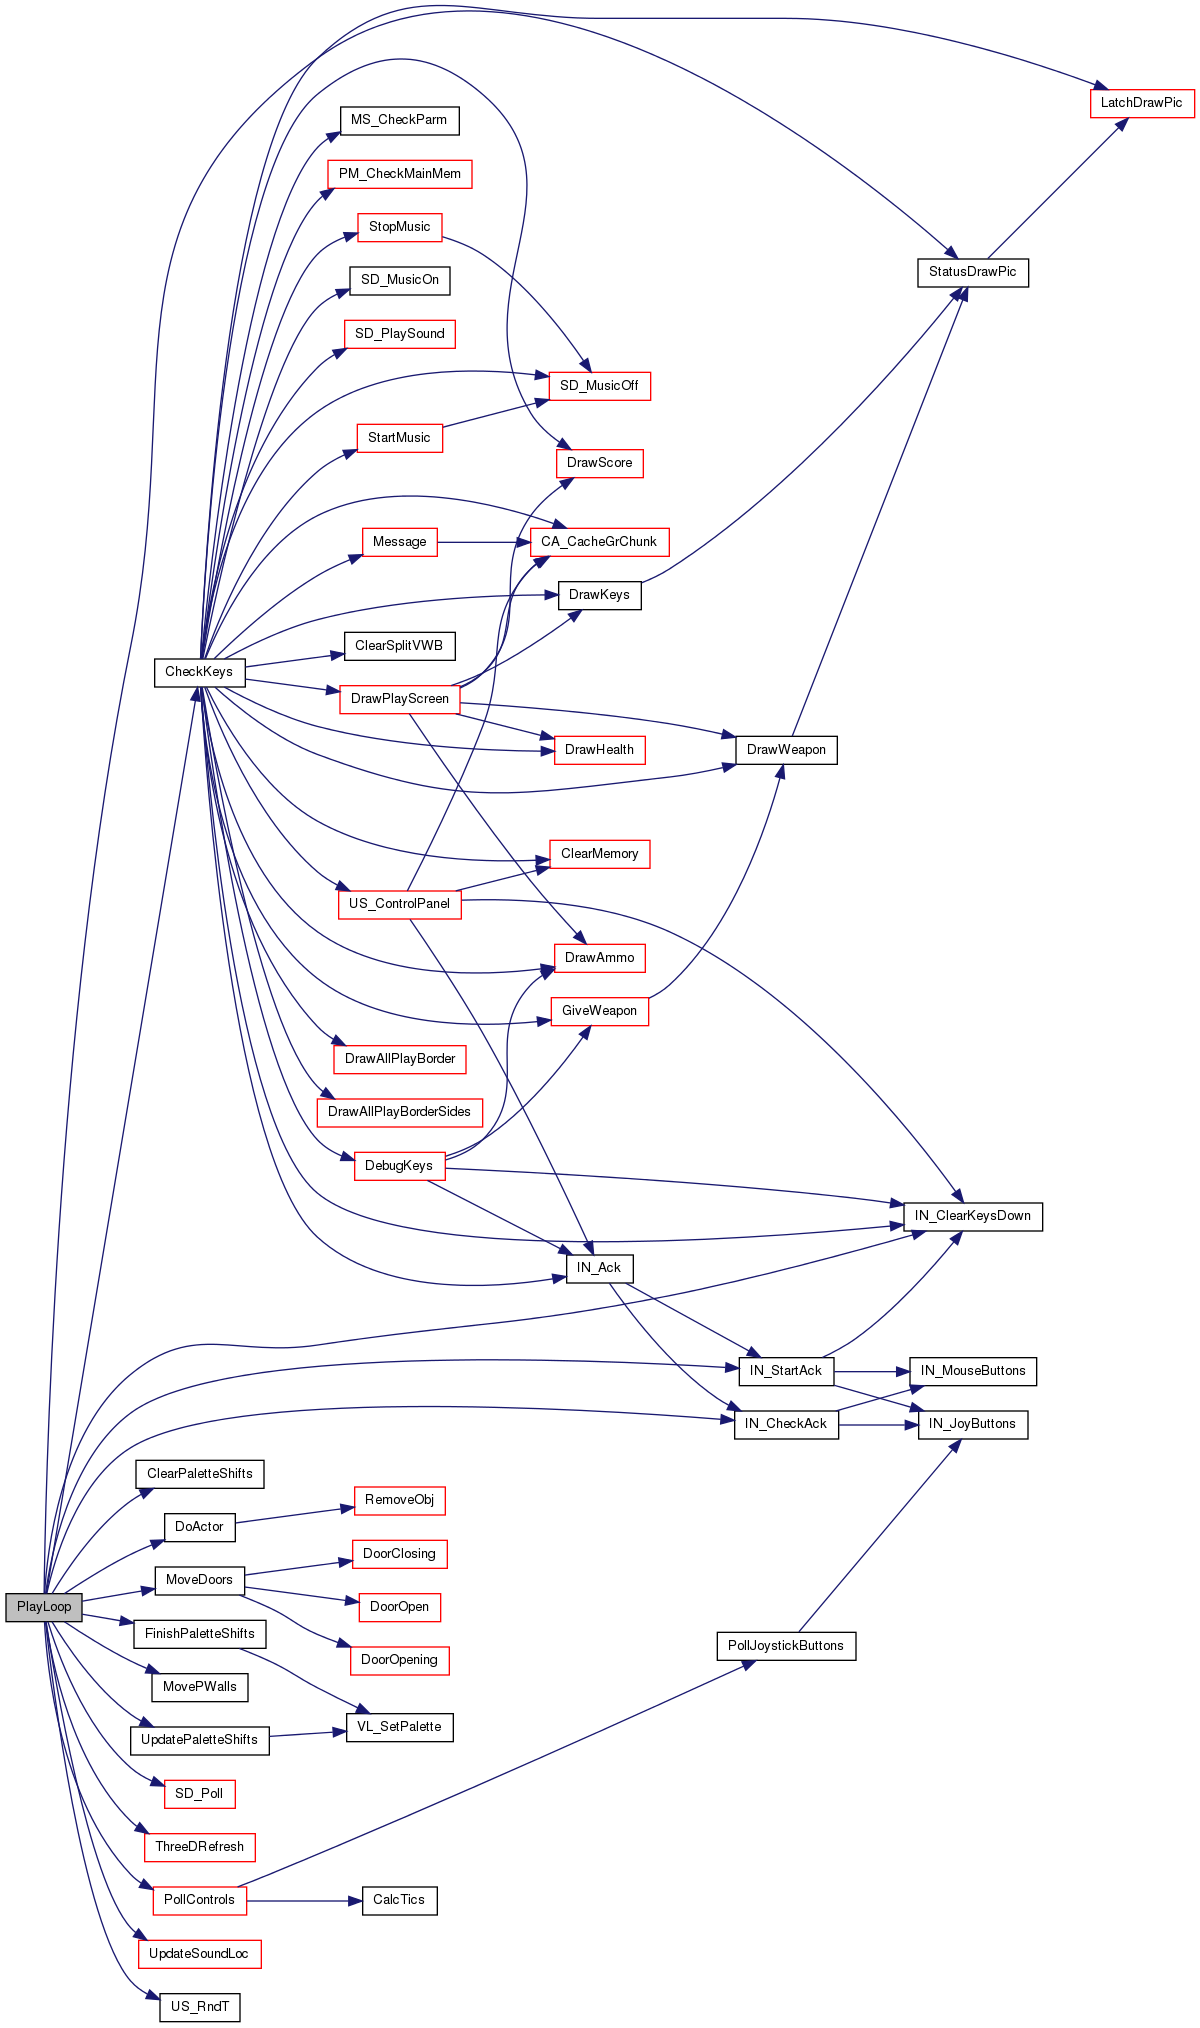 LatchDrawPic
MS_CheckParm
PM_CheckMainMem
StopMusic
StatusDrawPic
SD_MusicOn
SD_PlaySound
SD_MusicOff
StartMusic
DrawScore
Message
CA_CacheGrChunk
DrawKeys
ClearSplitVWB
CheckKeys
DrawPlayScreen
DrawHealth
DrawWeapon
ClearMemory
US_ControlPanel
DrawAmmo
GiveWeapon
DrawAllPlayBorder
DrawAllPlayBorderSides
DebugKeys
IN_ClearKeysDown
IN_Ack
IN_StartAck
IN_MouseButtons
IN_CheckAck
IN_JoyButtons
ClearPaletteShifts
RemoveObj
DoActor
DoorClosing
MoveDoors
PlayLoop
DoorOpen
FinishPaletteShifts
PollJoystickButtons
DoorOpening
MovePWalls
VL_SetPalette
UpdatePaletteShifts
SD_Poll
ThreeDRefresh
PollControls
CalcTics
UpdateSoundLoc
US_RndT